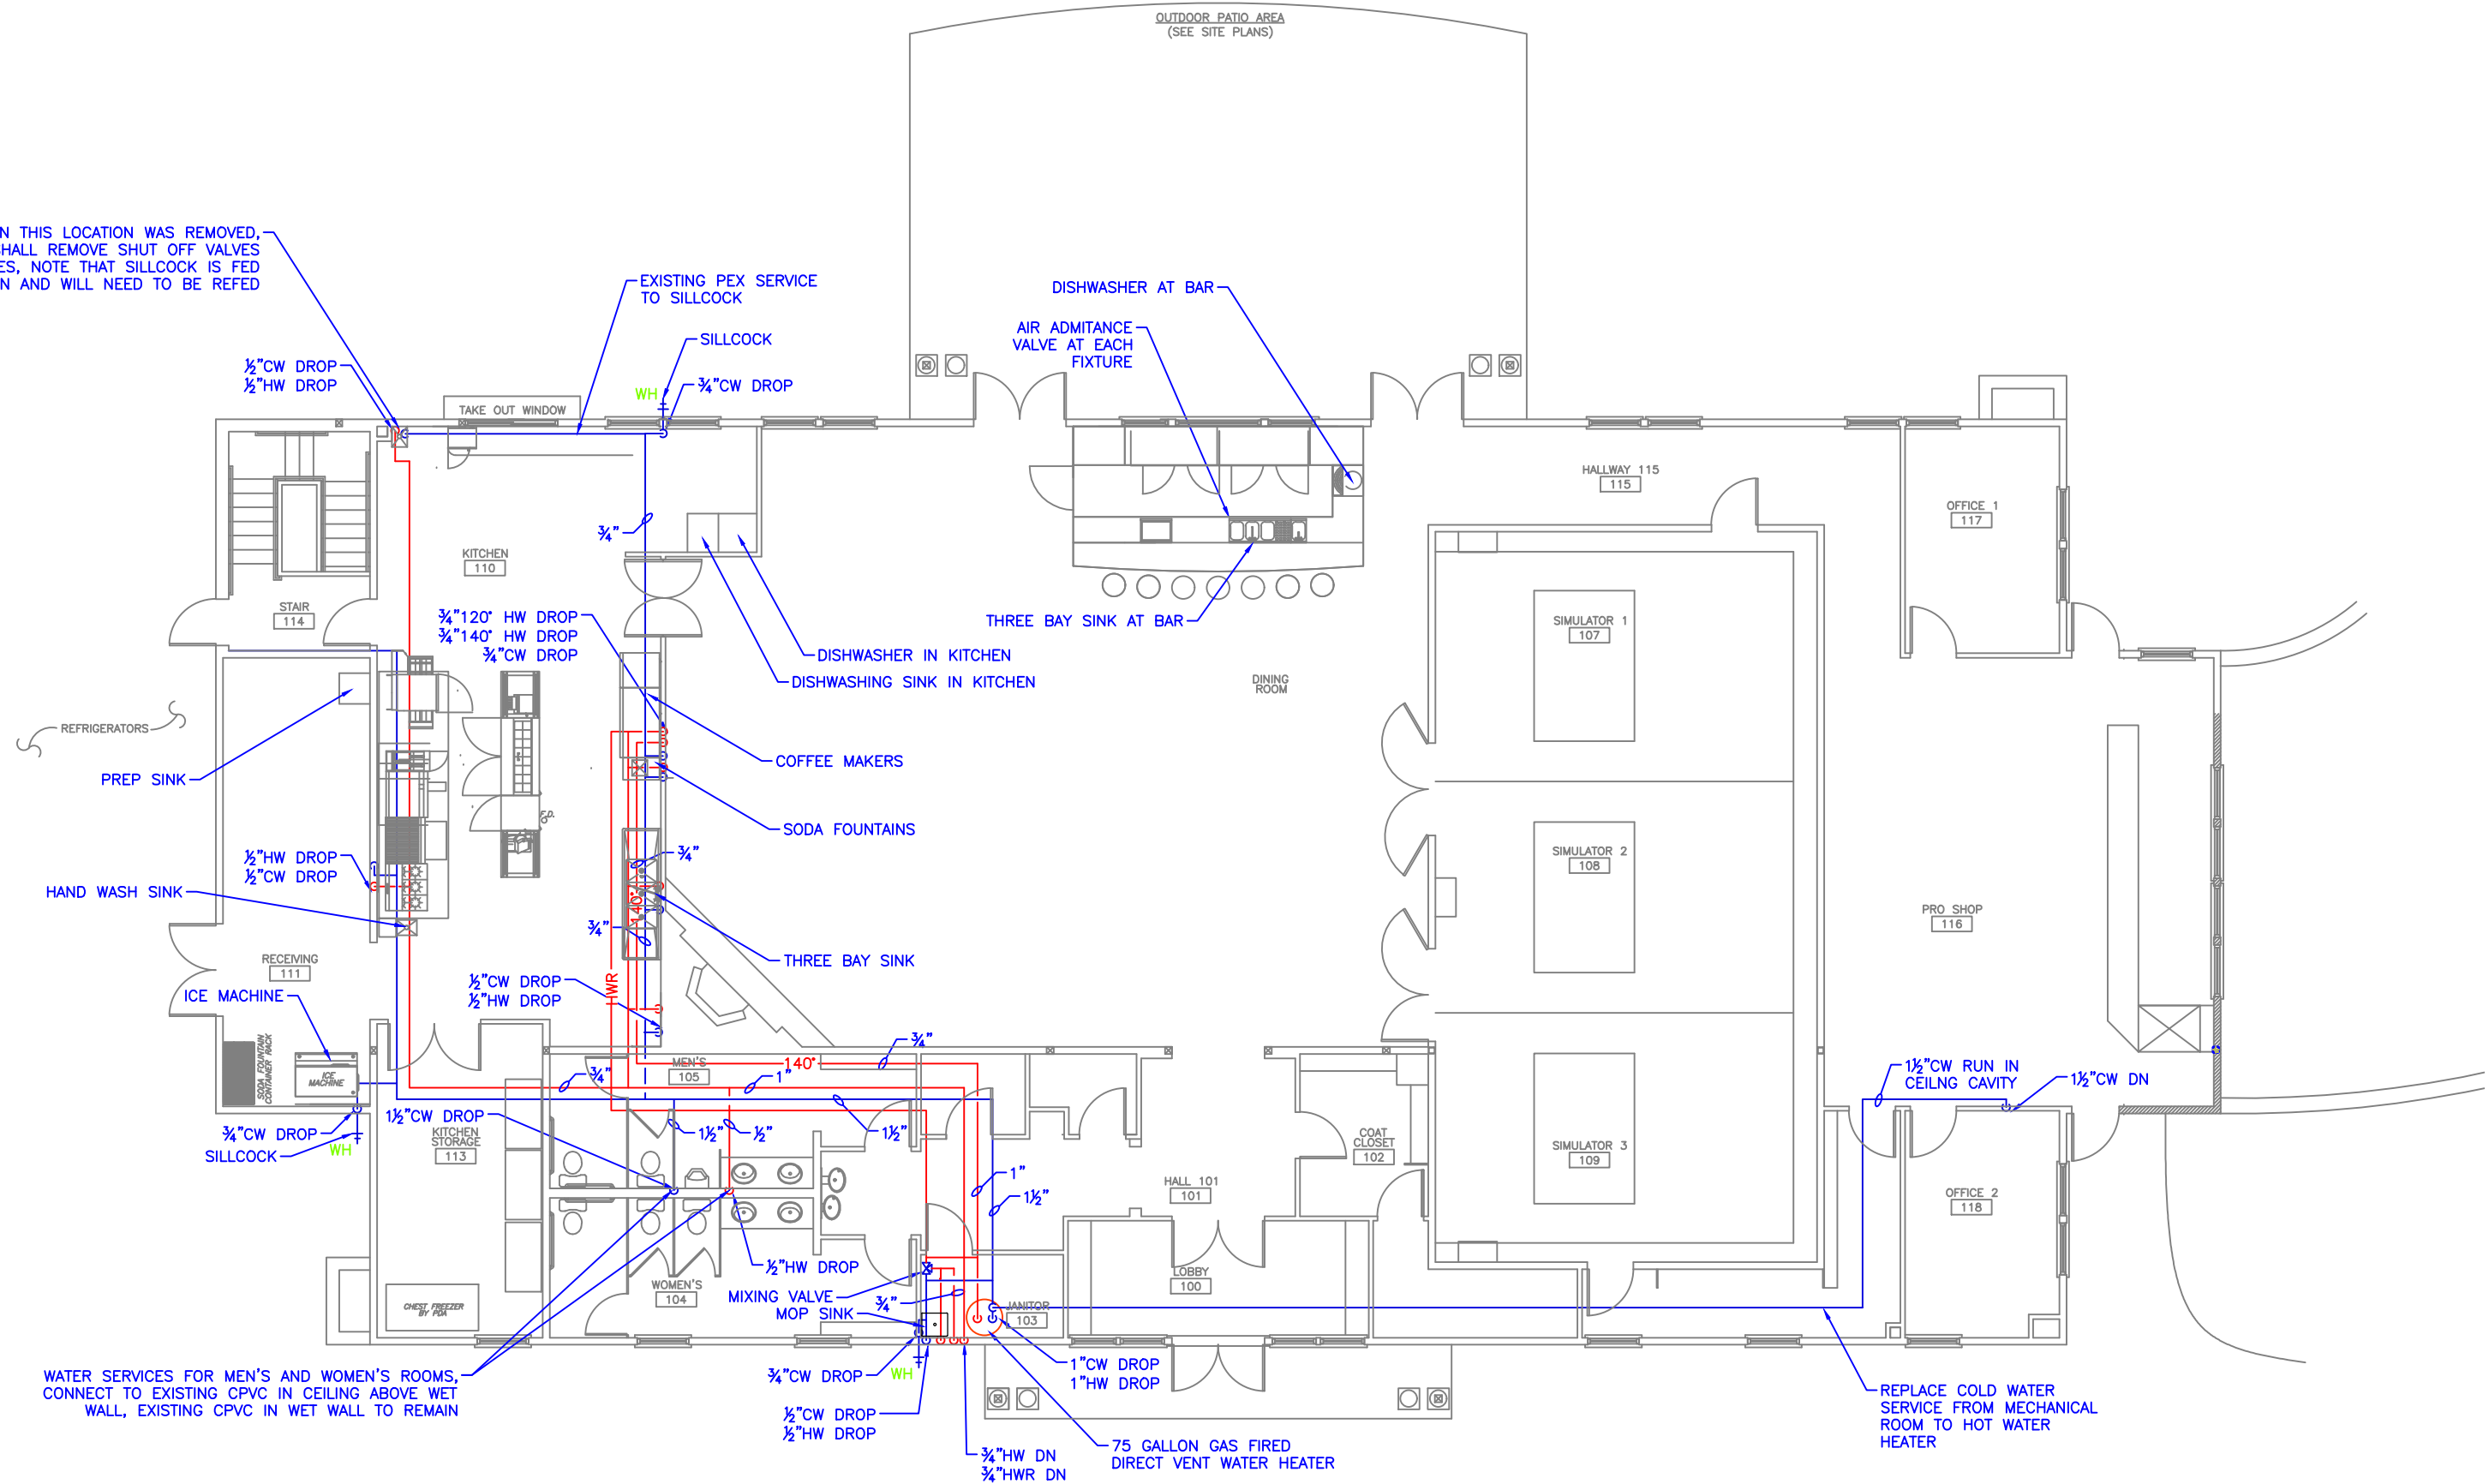 OUTDOOR PATIO AREA
(SEE SITE PLANS)
N THIS LOCATION WAS REMOVED,
SHALL REMOVE SHUT OFF VALVES
ES, NOTE THAT SILLCOCK IS FED
N AND WILL NEED TO BE REFED
EXISTING PEX SERVICE
TO SILLCOCK
DISHWASHER AT BAR
SILLCOCK
AIR ADMITANCE
VALVE AT EACH
FIXTURE
½"CW DROP
½"HW DROP
WH
¾"CW DROP
TAKE OUT WINDOW
HALLWAY 115
115
OFFICE 1
117
¾"
KITCHEN
110
STAIR
114
¾"120° HW DROP
¾"140° HW DROP
¾"CW DROP
THREE BAY SINK AT BAR
SIMULATOR 1
107
DISHWASHER IN KITCHEN
DISHWASHING SINK IN KITCHEN
DINING
ROOM
REFRIGERATORS
PREP SINK
COFFEE MAKERS
F.D.
SODA FOUNTAINS
½"HW DROP
½"CW DROP
¾"
SIMULATOR 2
108
HAND WASH SINK
140°
¾"
PRO SHOP
116
RECEIVING
111
THREE BAY SINK
HWR
½"CW DROP
½"HW DROP
ICE MACHINE
SODA FOUNTAIN
CONTAINER RACK
ICE
MACHINE
¾"
MEN'S
105
140°
¾"
1"
1½"CW RUN IN
CEILNG CAVITY
1½"CW DN
1½"CW DROP
¾"CW DROP
SILLCOCK
WH
KITCHEN
STORAGE
113
1½"
½"
1½"
COAT
CLOSET
102
SIMULATOR 3
109
1"
1½"
HALL 101
101
OFFICE 2
118
½"HW DROP
LOBBY
100
WOMEN'S
104
MIXING VALVE
MOP SINK
¾"
JANITOR
103
CHEST FREEZER
BY PDA
WATER SERVICES FOR MEN'S AND WOMEN'S ROOMS,
CONNECT TO EXISTING CPVC IN CEILING ABOVE WET
WALL, EXISTING CPVC IN WET WALL TO REMAIN
¾"CW DROP
WH
1"CW DROP
1"HW DROP
½"CW DROP
½"HW DROP
REPLACE COLD WATER
SERVICE FROM MECHANICAL
ROOM TO HOT WATER
HEATER
¾"HW DN
¾"HWR DN
75 GALLON GAS FIRED
DIRECT VENT WATER HEATER